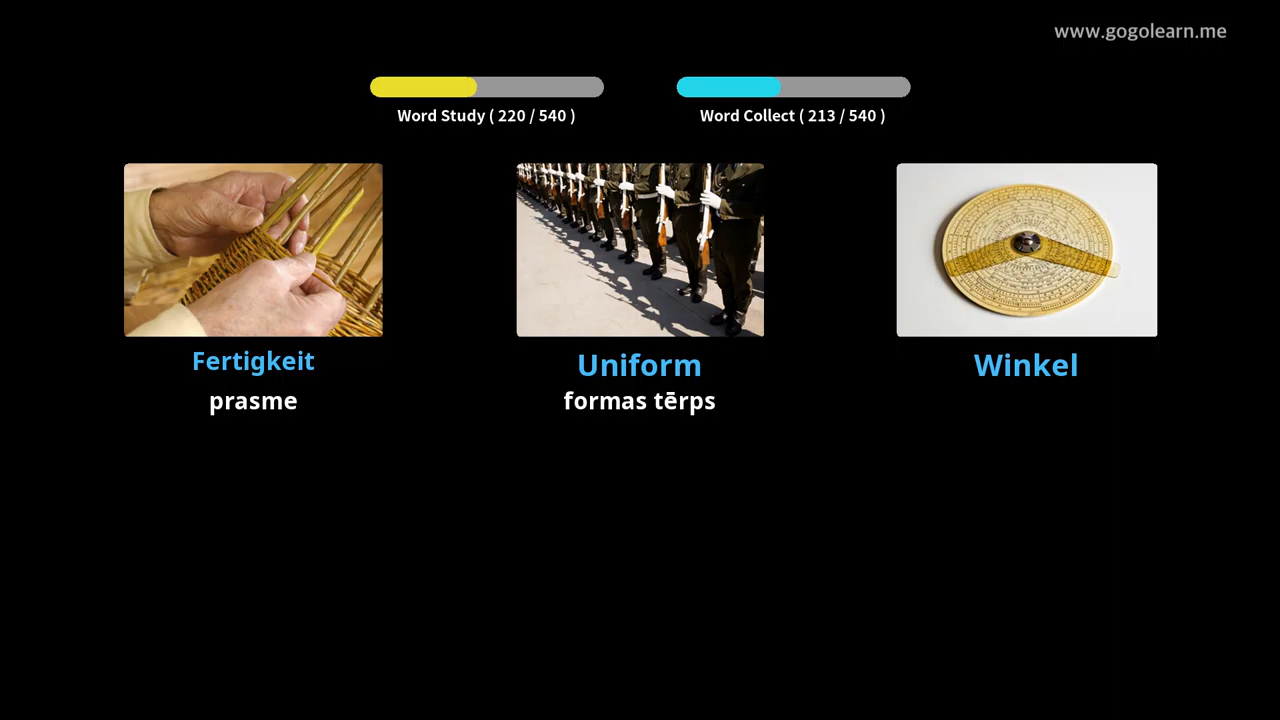 www.gogolearn.me
Word Study ( 220 / 540 )
Word Collect ( 213 / 540 )
Fertigkeit
prasme
Uniform
formas tērps
Winkel